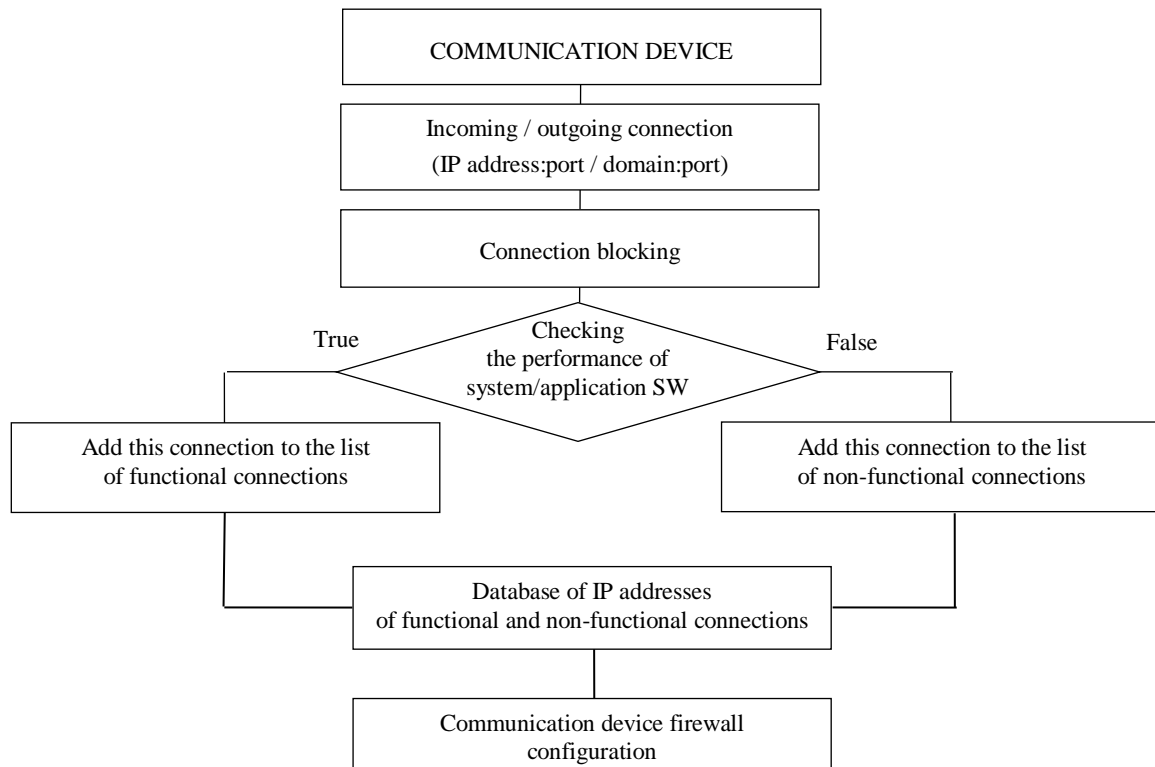 COMMUNICATION DEVICE
Incoming / outgoing connection
(IP address:port / domain:port)
Connection blocking
Checking
the performance of
system/application SW
True
False
Add this connection to the list
of functional connections
Add this connection to the list
of non-functional connections
Database of IP addresses
of functional and non-functional connections
Communication device firewall
configuration